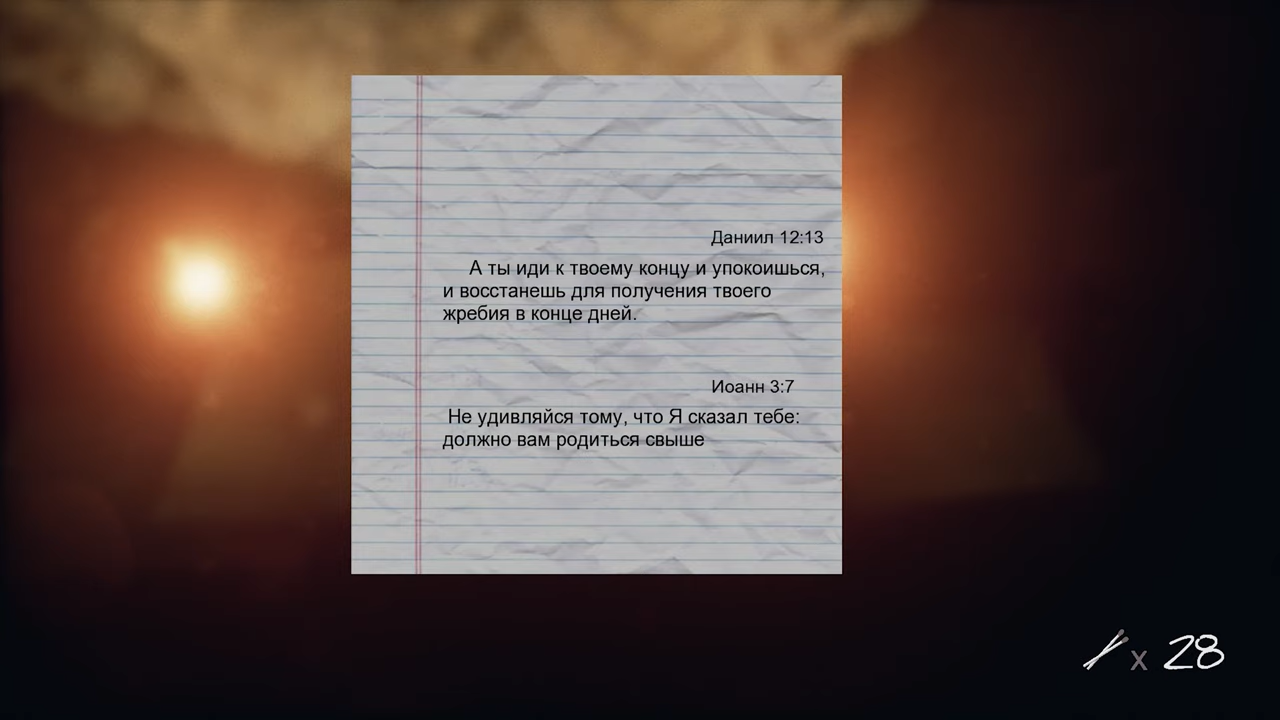 Даниил 12:13
А ты иди к твоему концу и упокоишься,
и восстанешь для получения твоего
жребия в конце дней.
Иоанн 3:7
Не удивляйся тому, что Я сказал тебе:
должно вам родиться свыше
x 28